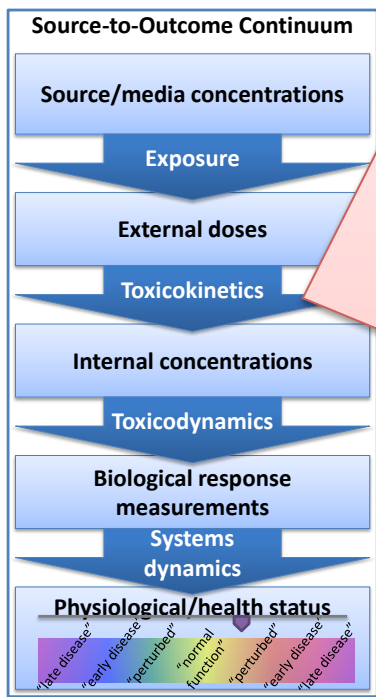 Source-to-Outcome Continuum
Source/media concentrations
Exposure
External doses
Toxicokinetics
Internal concentrations
Toxicodynamics
Biological response
measurements
Systems
dynamics
Physiological/health status
"late disease"
"early disease"
"perturbed"
"normal
function"
"perturbed"
"early disease"
"late disease"